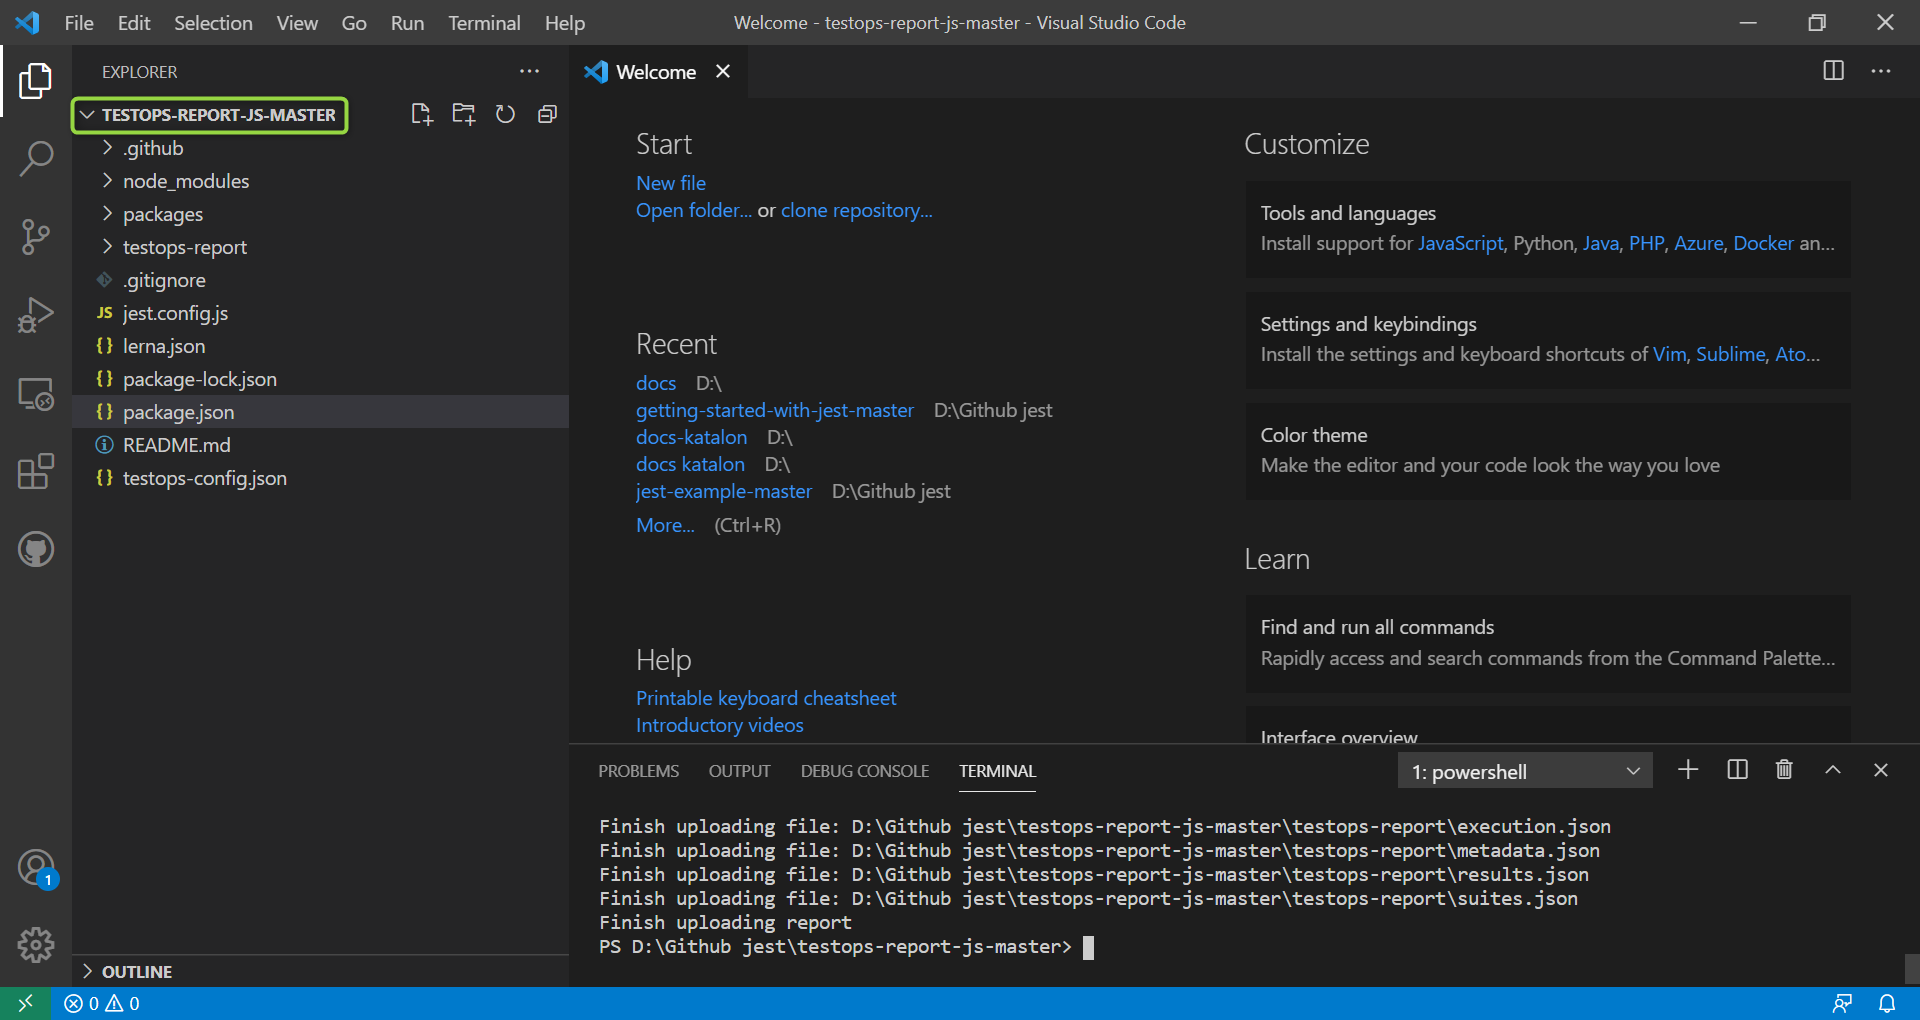 File Edit Selection View Go Run Terminal Help
Welcome - testops-report-js-master - Visual Studio Code
EXPLORER
TESTOPS-REPORT-JS-MASTER
.github
node_modules
packages
testops-report
.gitignore
JS jest.config.js
{} lerna.json
{} package-lock.json
{} package.json
README.md
{} testops-config.json
OUTLINE
Welcome
Start
New file
Open folder... or clone repository...
Recent
docs D:\
getting-started-with-jest-master D:\Github jest
docs-katalon D:\
docs katalon D:\
jest-example-master D:\Github jest
More... (Ctrl+R)
Help
Printable keyboard cheatsheet
Introductory videos
Customize
Tools and languages
Install support for JavaScript, Python, Java, PHP, Azure, Docker an...
Settings and keybindings
Install the settings and keyboard shortcuts of Vim, Sublime, Ato...
Color theme
Make the editor and your code look the way you love
Learn
Find and run all commands
Rapidly access and search commands from the Command Palette...
Interface overview
PROBLEMS OUTPUT DEBUG CONSOLE TERMINAL
1: powershell
Finish uploading file: D:\Github jest\testops-report-js-master\testops-report\execution.json
Finish uploading file: D:\Github jest\testops-report-js-master\testops-report\metadata.json
Finish uploading file: D:\Github jest\testops-report-js-master\testops-report\results.json
Finish uploading file: D:\Github jest\testops-report-js-master\testops-report\suites.json
Finish uploading report
PS D:\Github jest\testops-report-js-master>
1
0 0